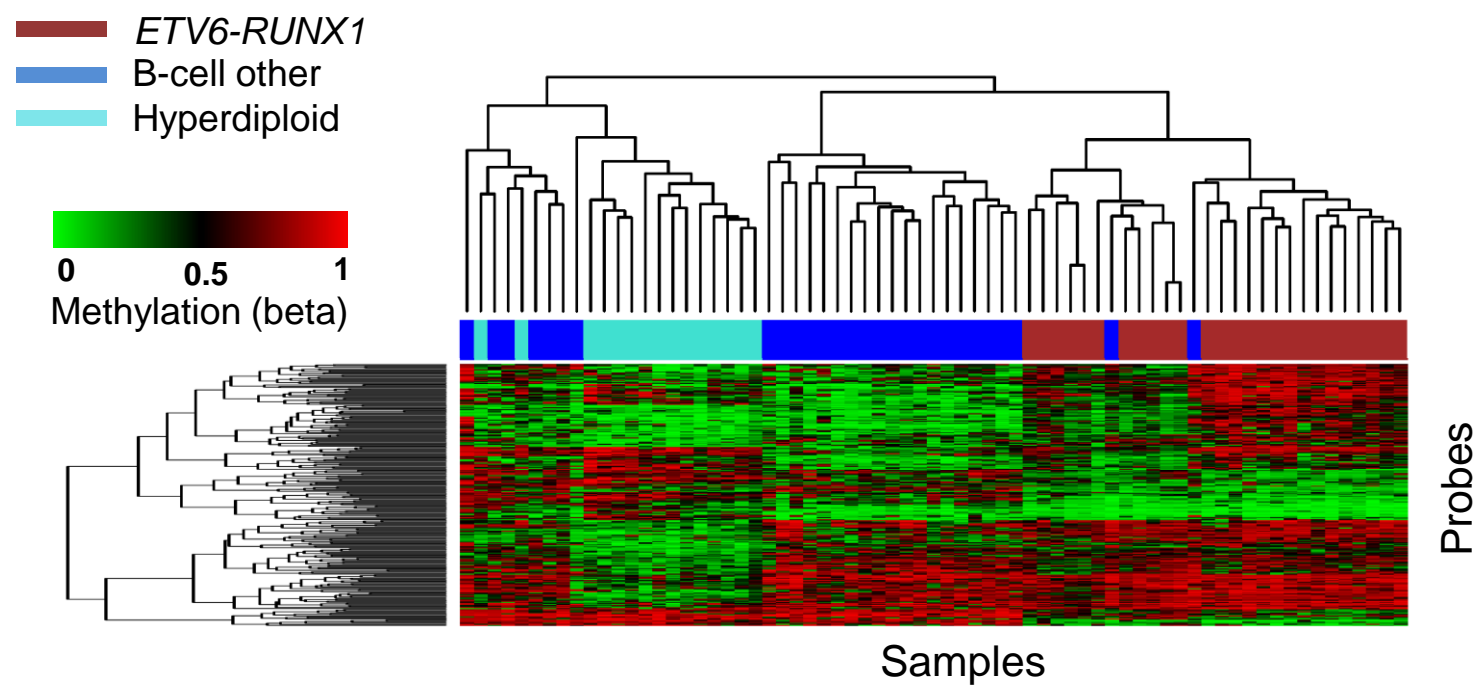 ETV6-RUNX1
B-cell other
Hyperdiploid
0 0.5 1
Methylation (beta)
Probes
Samples